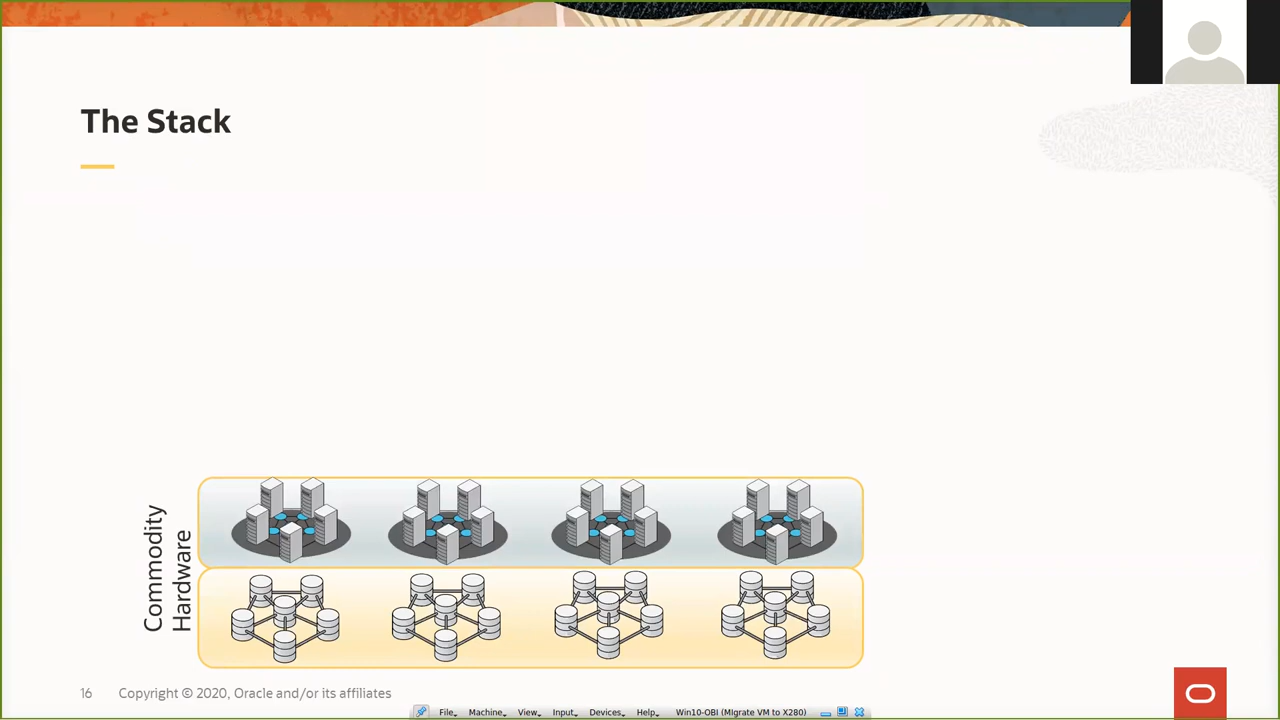 The Stack
Commodity
Hardware
16 Copyright © 2020, Oracle and/or its affiliates
File Machine View Input Devices Help Win10-OBI (MIgrate VM to X280)